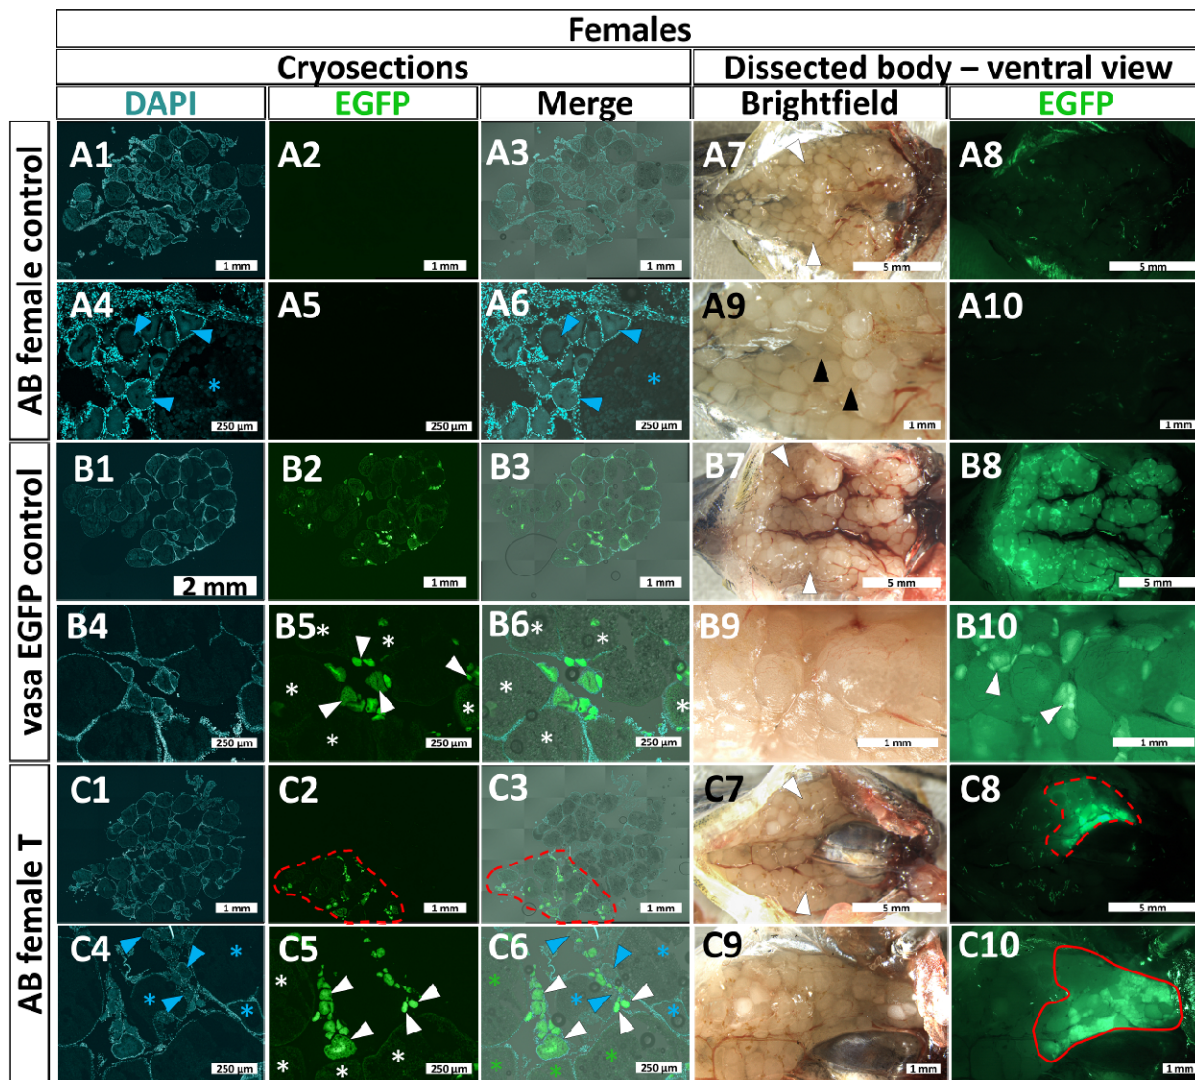 Females
Cryosections Dissected body – ventral view
DAPI EGFP Merge Brightfield EGFP
AB female control
A1 A2 A3 A7 A8
1 mm 1 mm 1 mm 5 mm 5 mm
A4 A5 A6 A9 A10
* *
250 µm 250 µm 250 µm 1 mm 1 mm
vasa EGFP control
B1 B2 B3 B7 B8
2 mm 1 mm 1 mm 5 mm 5 mm
B4 B5 B6 B9 B10
250 µm 250 µm 250 µm 1 mm 1 mm
AB female T
C1 C2 C3 C7 C8
1 mm 1 mm 1 mm 5 mm 5 mm
C4 C5 C6 C9 C10
250 µm 250 µm 250 µm 1 mm 1 mm